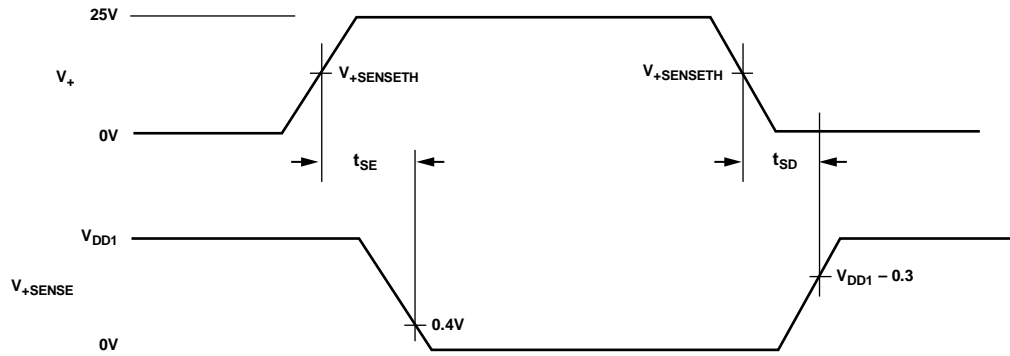 25V
V+
V+SENSETH
V+SENSETH
0V
tSE
tSD
VDD1
V+SENSE
VDD1 – 0.3
0.4V
0V